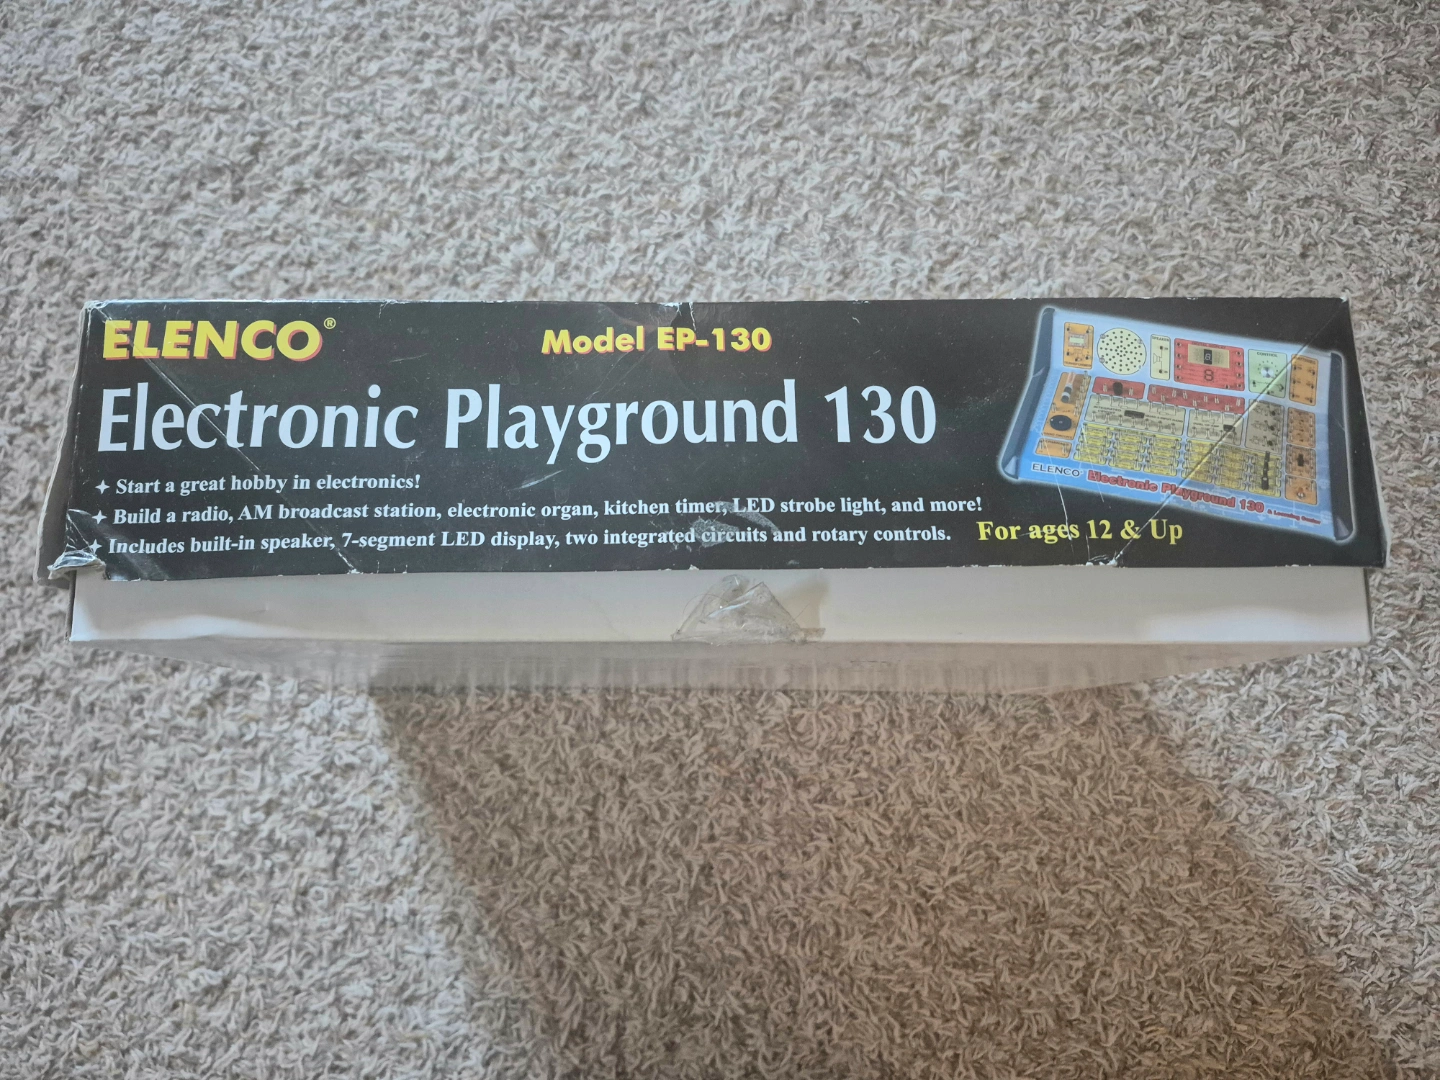 ELENCO®
Model EP-130
Electronic Playground 130
✦ Start a great hobby in electronics!
✦ Build a radio, AM broadcast station, electronic organ, kitchen timer, LED strobe light, and more!
✦ Includes built-in speaker, 7-segment LED display, two integrated circuits and rotary controls.
For ages 12 & Up
ELENCO Electronic Playground 130